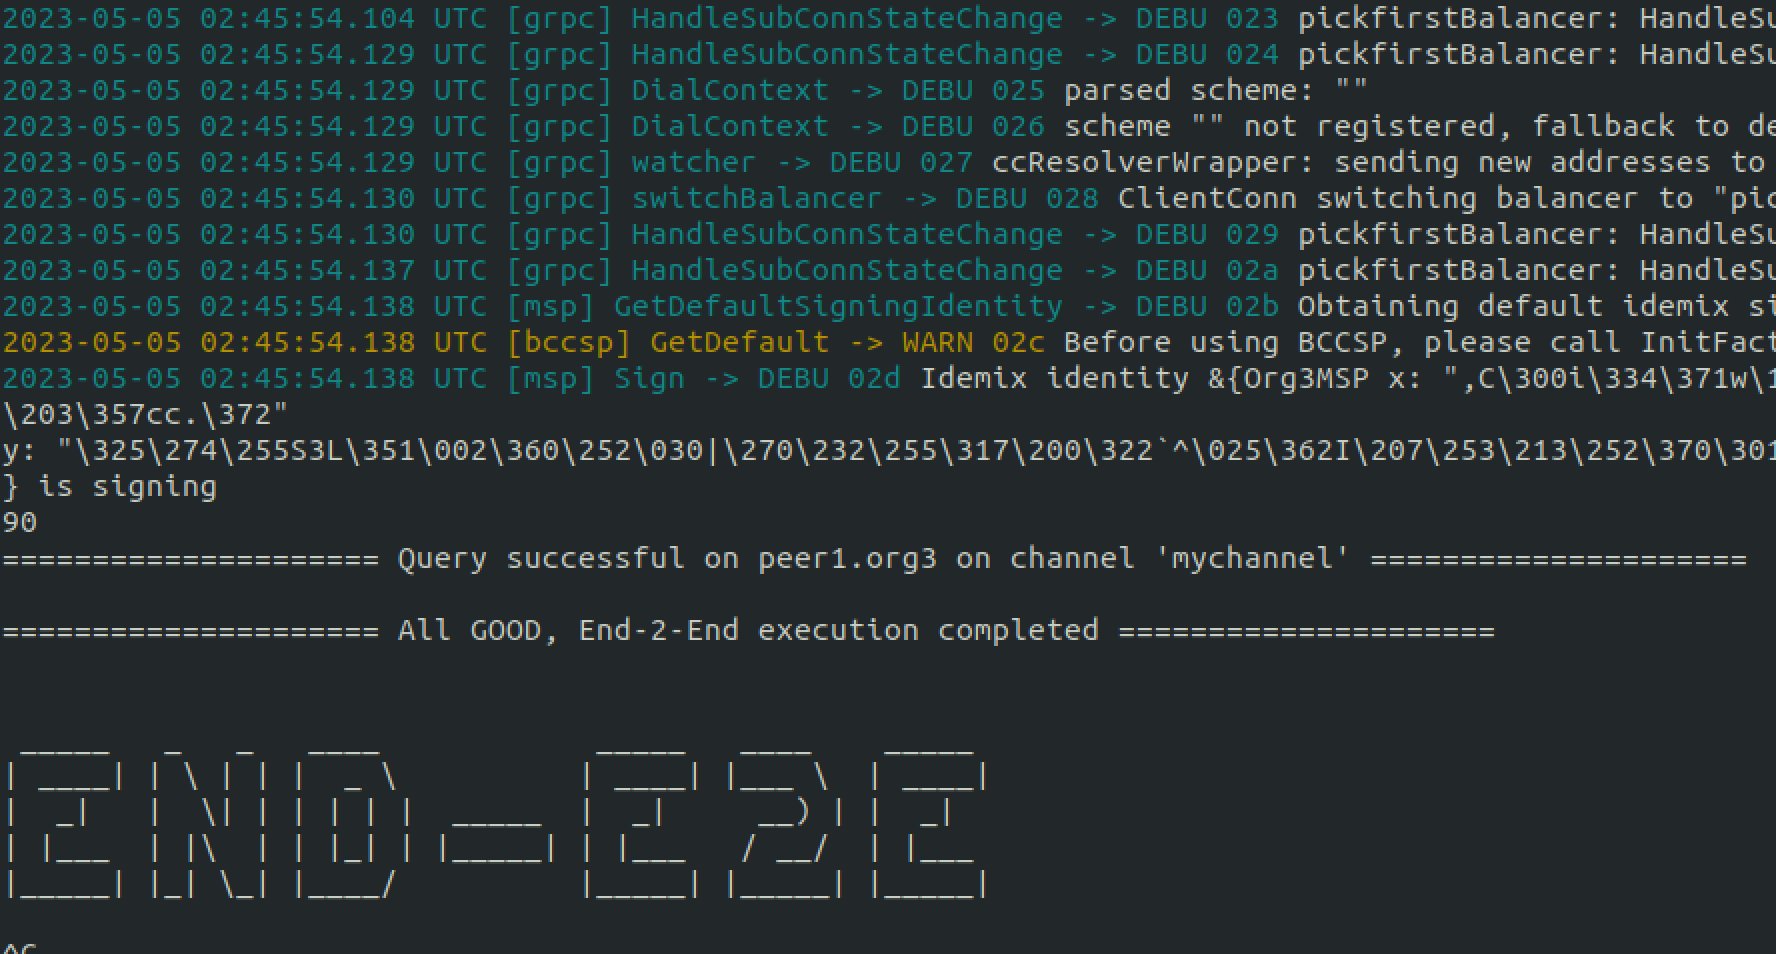 2023-05-05 02:45:54.104 UTC [grpc] HandleSubConnStateChange -> DEBU 023 pickfirstBalancer: HandleSu
2023-05-05 02:45:54.129 UTC [grpc] HandleSubConnStateChange -> DEBU 024 pickfirstBalancer: HandleSu
2023-05-05 02:45:54.129 UTC [grpc] DialContext -> DEBU 025 parsed scheme: ""
2023-05-05 02:45:54.129 UTC [grpc] DialContext -> DEBU 026 scheme "" not registered, fallback to de
2023-05-05 02:45:54.129 UTC [grpc] watcher -> DEBU 027 ccResolverWrapper: sending new addresses to
2023-05-05 02:45:54.130 UTC [grpc] switchBalancer -> DEBU 028 ClientConn switching balancer to "pic
2023-05-05 02:45:54.130 UTC [grpc] HandleSubConnStateChange -> DEBU 029 pickfirstBalancer: HandleSu
2023-05-05 02:45:54.137 UTC [grpc] HandleSubConnStateChange -> DEBU 02a pickfirstBalancer: HandleSu
2023-05-05 02:45:54.138 UTC [msp] GetDefaultSigningIdentity -> DEBU 02b Obtaining default idemix si
2023-05-05 02:45:54.138 UTC [bccsp] GetDefault -> WARN 02c Before using BCCSP, please call InitFact
2023-05-05 02:45:54.138 UTC [msp] Sign -> DEBU 02d Idemix identity &{Org3MSP x: ",C\300i\334\371w\1
\203\357cc.\372"
y: "\325\274\255S3L\351\002\360\252\030|\270\232\255\317\200\322`^\025\362I\207\253\213\252\370\301
} is signing
90
===================== Query successful on peer1.org3 on channel 'mychannel' =====================
===================== All GOOD, End-2-End execution completed =====================
END-E2E
^C